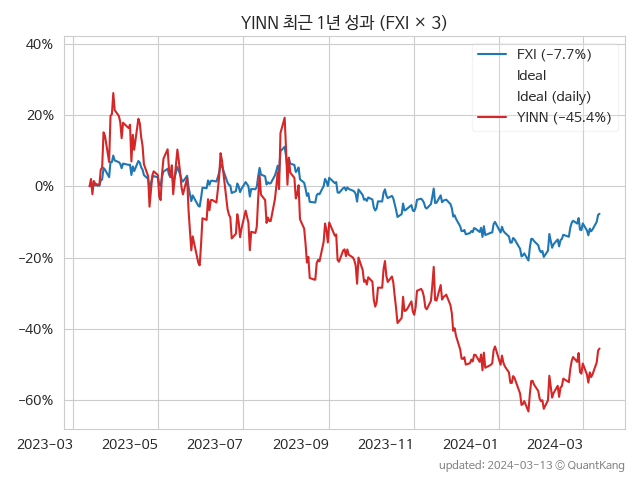 YINN 최근 1년 성과 (FXI × 3)
40%
20%
0%
−20%
−40%
−60%
FXI (−7.7%)
Ideal
Ideal (daily)
YINN (−45.4%)
2023−03
2023−05
2023−07
2023−09
2023−11
2024−01
2024−03
updated: 2024−03−13 © QuantKang